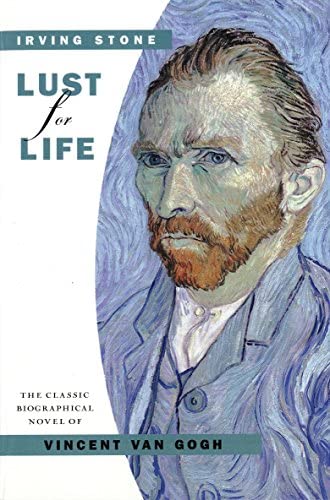 IRVING STONE
LUST
for
LIFE
THE CLASSIC
BIOGRAPHICAL
NOVEL OF
VINCENT VAN GOGH